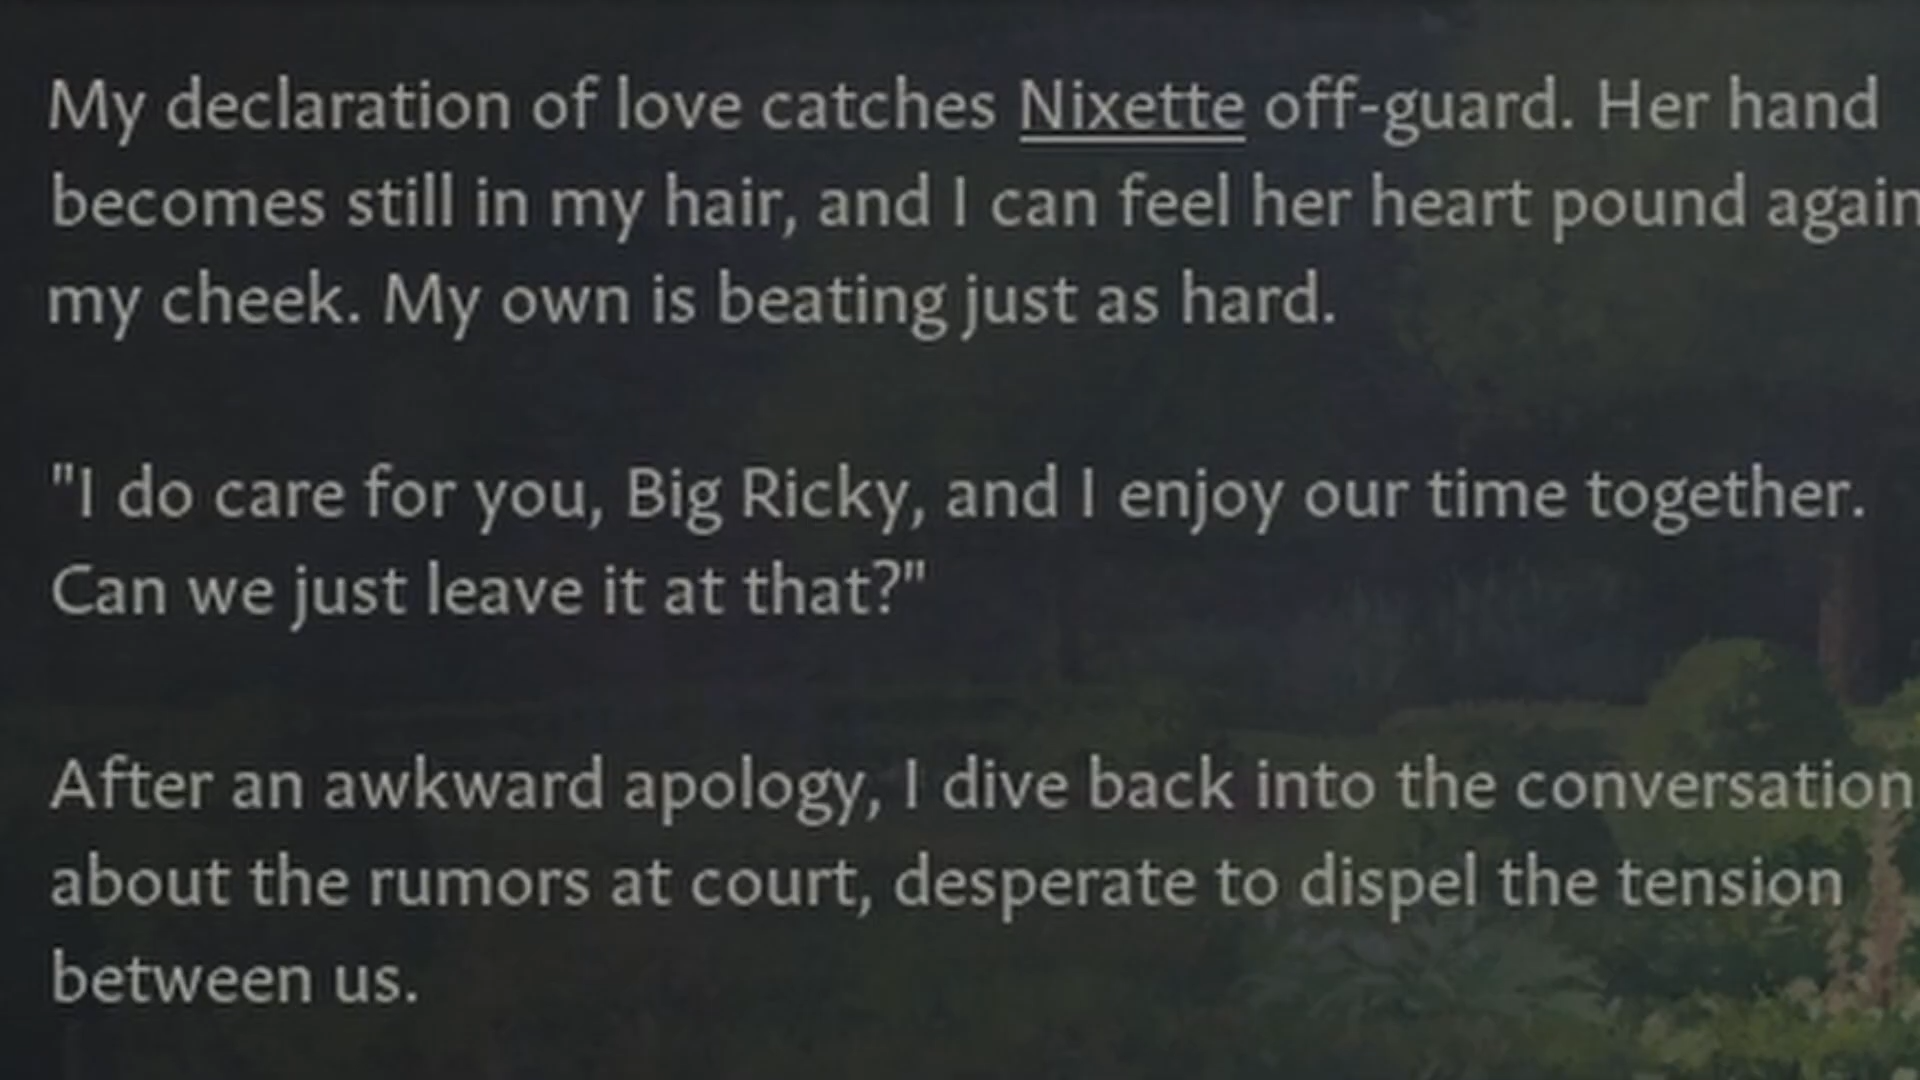 My declaration of love catches Nixette off-guard. Her hand
becomes still in my hair, and I can feel her heart pound again
my cheek. My own is beating just as hard.
"I do care for you, Big Ricky, and I enjoy our time together.
Can we just leave it at that?"
After an awkward apology, I dive back into the conversation
about the rumors at court, desperate to dispel the tension
between us.